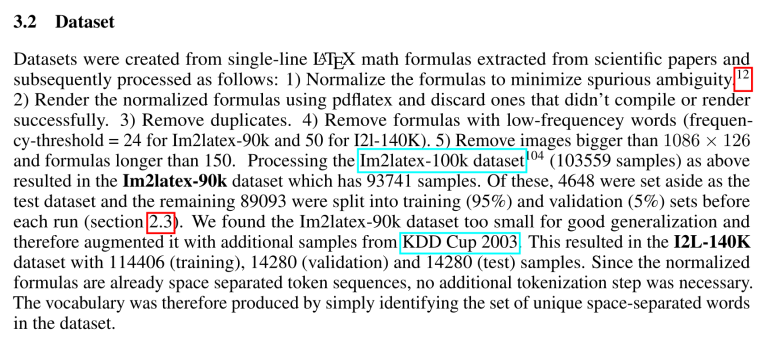 3.2 Dataset
Datasets were created from single-line LATEX math formulas extracted from scientific papers and
subsequently processed as follows: 1) Normalize the formulas to minimize spurious ambiguity.12
2) Render the normalized formulas using pdflatex and discard ones that didn't compile or render
successfully. 3) Remove duplicates. 4) Remove formulas with low-frequencey words (frequen-
cy-threshold = 24 for Im2latex-90k and 50 for I2l-140K). 5) Remove images bigger than 1086 × 126
and formulas longer than 150. Processing the Im2latex-100k dataset104 (103559 samples) as above
resulted in the Im2latex-90k dataset which has 93741 samples. Of these, 4648 were set aside as the
test dataset and the remaining 89093 were split into training (95%) and validation (5%) sets before
each run (section 2.3). We found the Im2latex-90k dataset too small for good generalization and
therefore augmented it with additional samples from KDD Cup 2003. This resulted in the I2L-140K
dataset with 114406 (training), 14280 (validation) and 14280 (test) samples. Since the normalized
formulas are already space separated token sequences, no additional tokenization step was necessary.
The vocabulary was therefore produced by simply identifying the set of unique space-separated words
in the dataset.